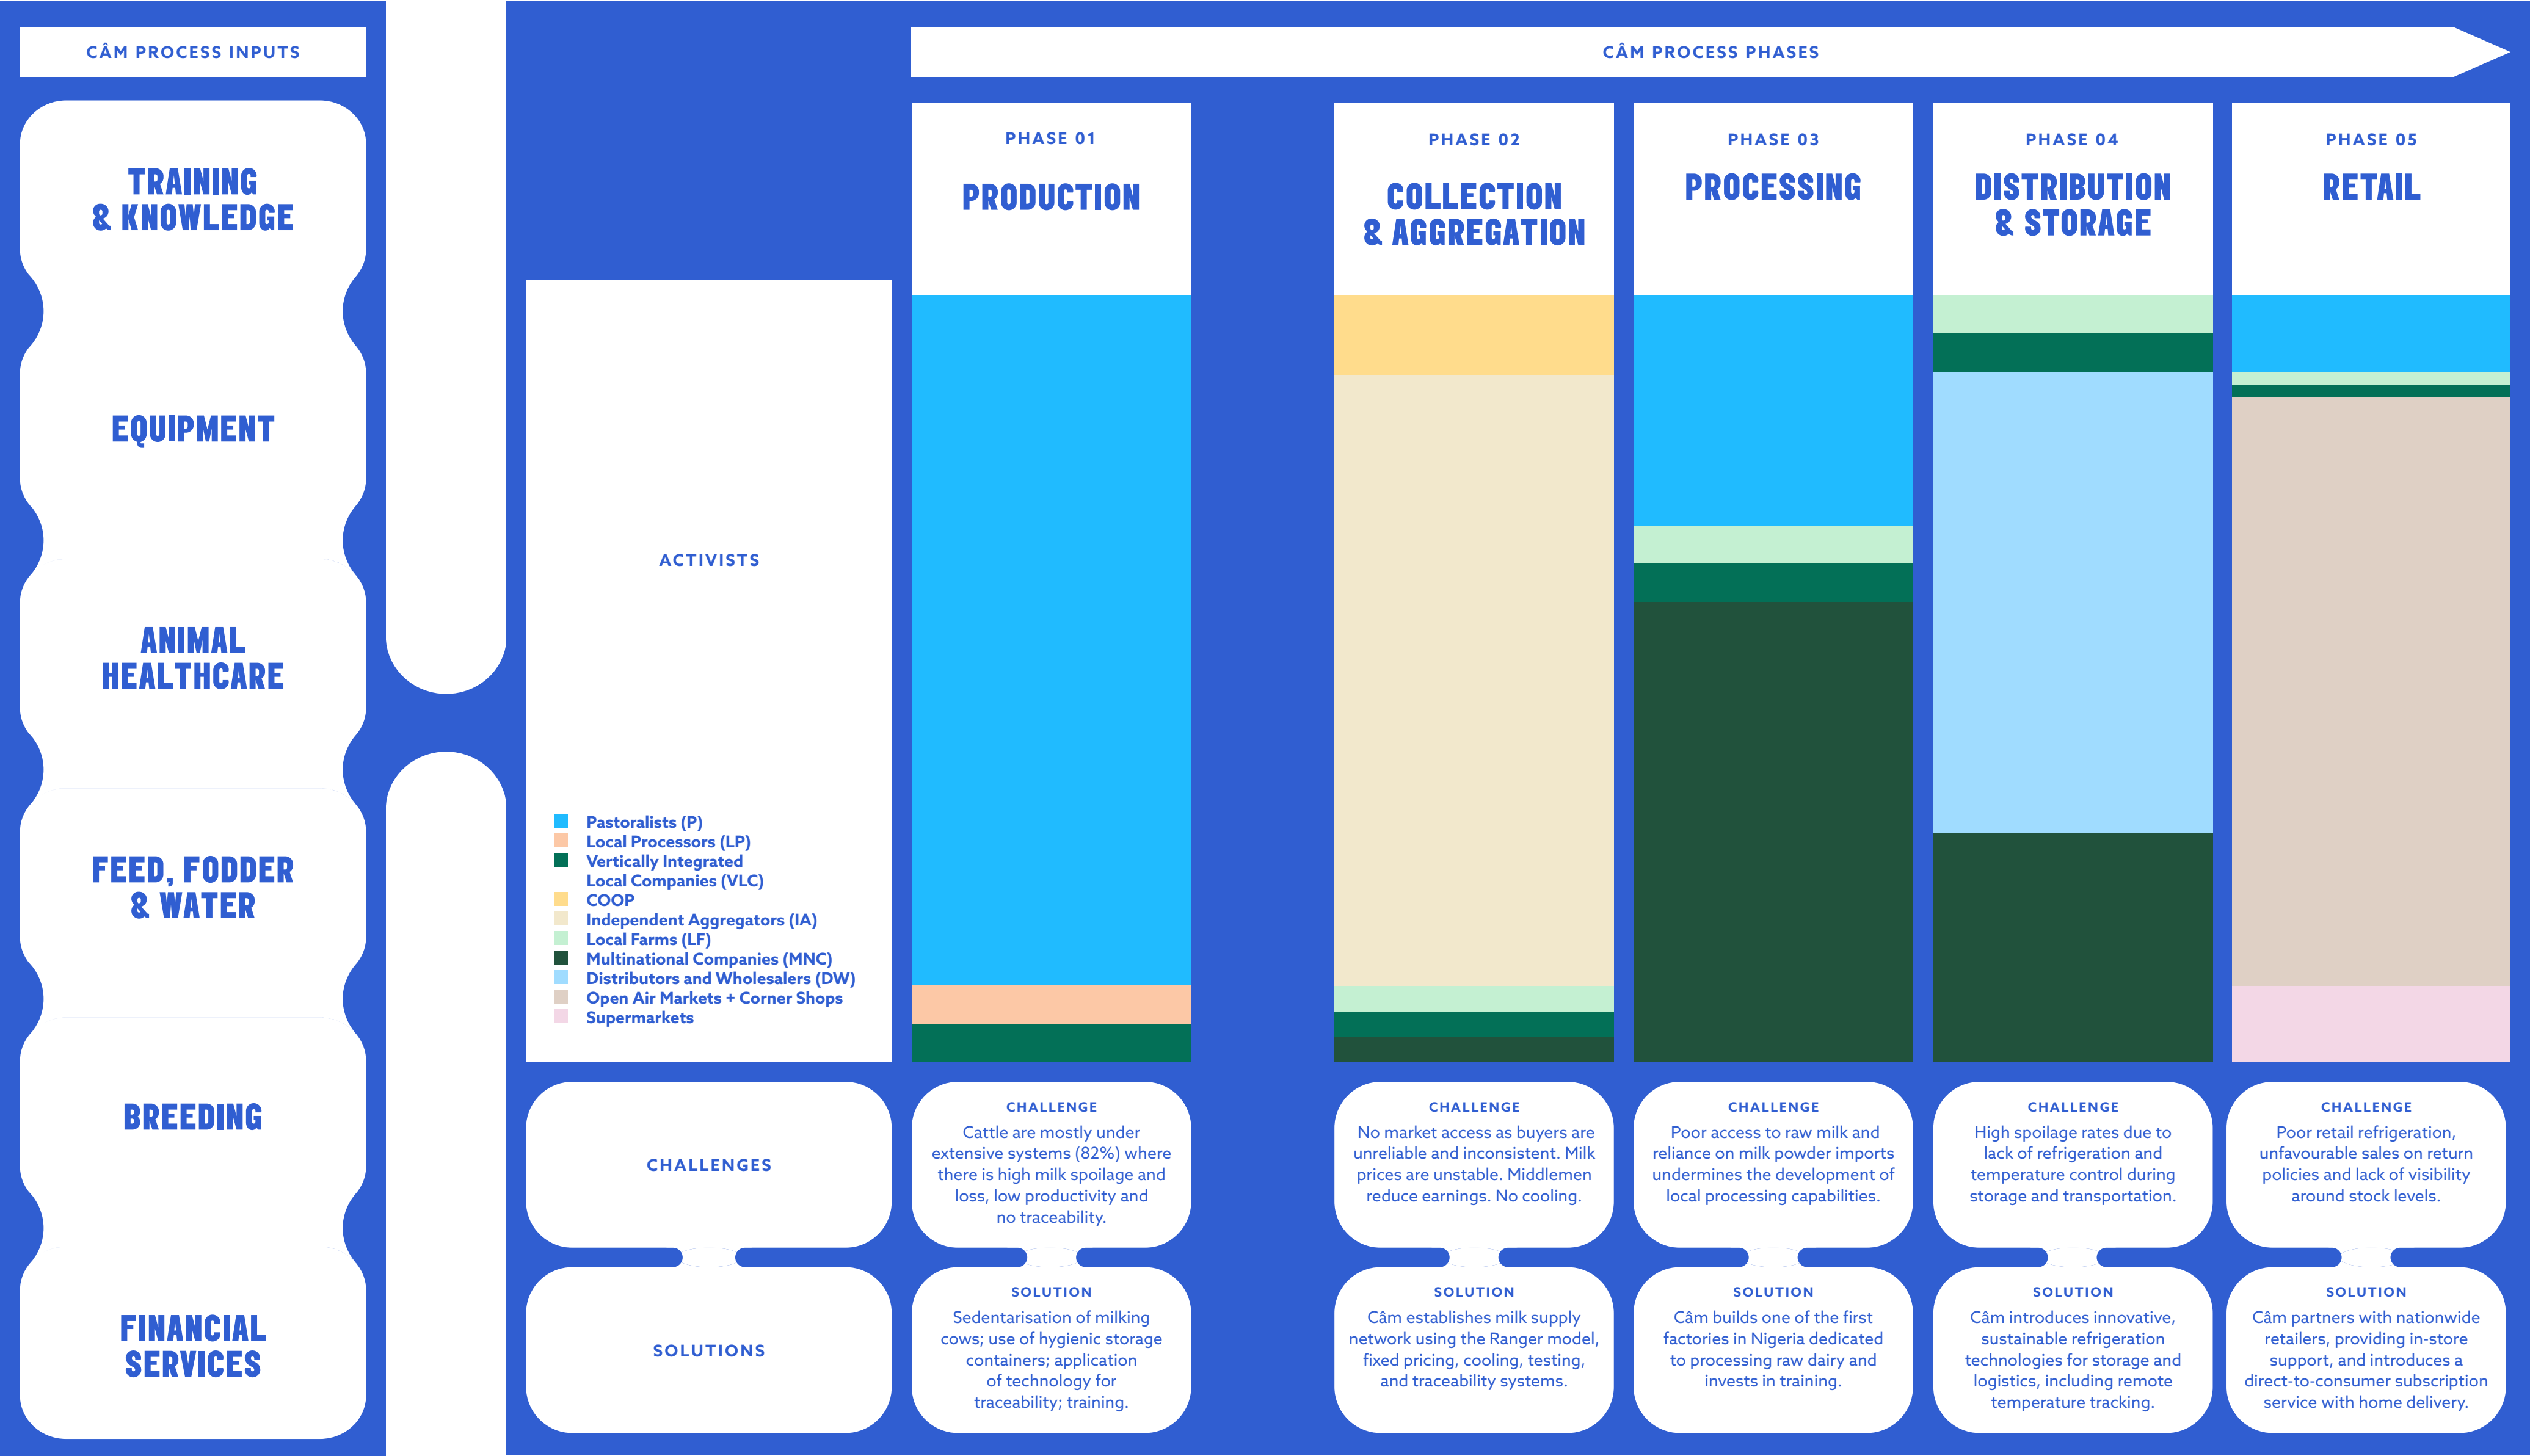 CÂM PROCESS INPUTS
TRAINING
& KNOWLEDGE
EQUIPMENT
ANIMAL
HEALTHCARE
FEED, FODDER
& WATER
BREEDING
FINANCIAL
SERVICES
CÂM PROCESS PHASES
PHASE 01
PRODUCTION
PHASE 02
COLLECTION
& AGGREGATION
PHASE 03
PROCESSING
PHASE 04
DISTRIBUTION
& STORAGE
PHASE 05
RETAIL
ACTIVISTS
Pastoralists (P)
Local Processors (LP)
Vertically Integrated
Local Companies (VLC)
COOP
Independent Aggregators (IA)
Local Farms (LF)
Multinational Companies (MNC)
Distributors and Wholesalers (DW)
Open Air Markets + Corner Shops
Supermarkets
CHALLENGES
CHALLENGE
Cattle are mostly under
extensive systems (82%) where
there is high milk spoilage and
loss, low productivity and
no traceability.
CHALLENGE
No market access as buyers are
unreliable and inconsistent. Milk
prices are unstable. Middlemen
reduce earnings. No cooling.
CHALLENGE
Poor access to raw milk and
reliance on milk powder imports
undermines the development of
local processing capabilities.
CHALLENGE
High spoilage rates due to
lack of refrigeration and
temperature control during
storage and transportation.
CHALLENGE
Poor retail refrigeration,
unfavourable sales on return
policies and lack of visibility
around stock levels.
SOLUTIONS
SOLUTION
Sedentarisation of milking
cows; use of hygienic storage
containers; application
of technology for
traceability; training.
SOLUTION
Câm establishes milk supply
network using the Ranger model,
fixed pricing, cooling, testing,
and traceability systems.
SOLUTION
Câm builds one of the first
factories in Nigeria dedicated
to processing raw dairy and
invests in training.
SOLUTION
Câm introduces innovative,
sustainable refrigeration
technologies for storage and
logistics, including remote
temperature tracking.
SOLUTION
Câm partners with nationwide
retailers, providing in-store
support, and introduces a
direct-to-consumer subscription
service with home delivery.